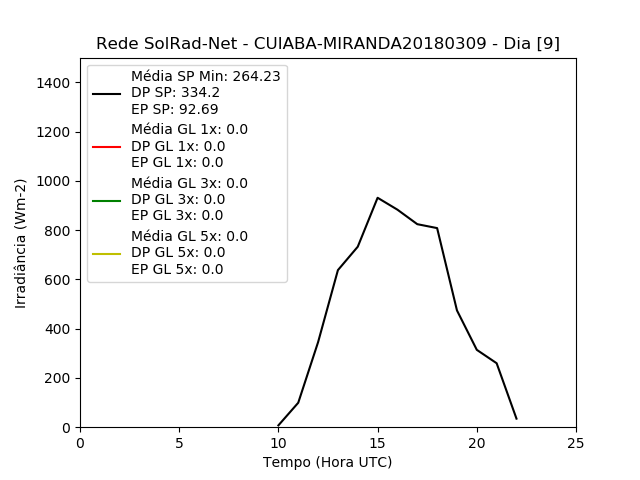 Rede SolRad-Net - CUIABA-MIRANDA20180309 - Dia [9]
Média SP Min: 264.23
DP SP: 334.2
EP SP: 92.69
Média GL 1x: 0.0
DP GL 1x: 0.0
EP GL 1x: 0.0
Média GL 3x: 0.0
DP GL 3x: 0.0
EP GL 3x: 0.0
Média GL 5x: 0.0
DP GL 5x: 0.0
EP GL 5x: 0.0
Irradiância (Wm-2)
1400
1200
1000
800
600
400
200
0
0 5 10 15 20 25
Tempo (Hora UTC)